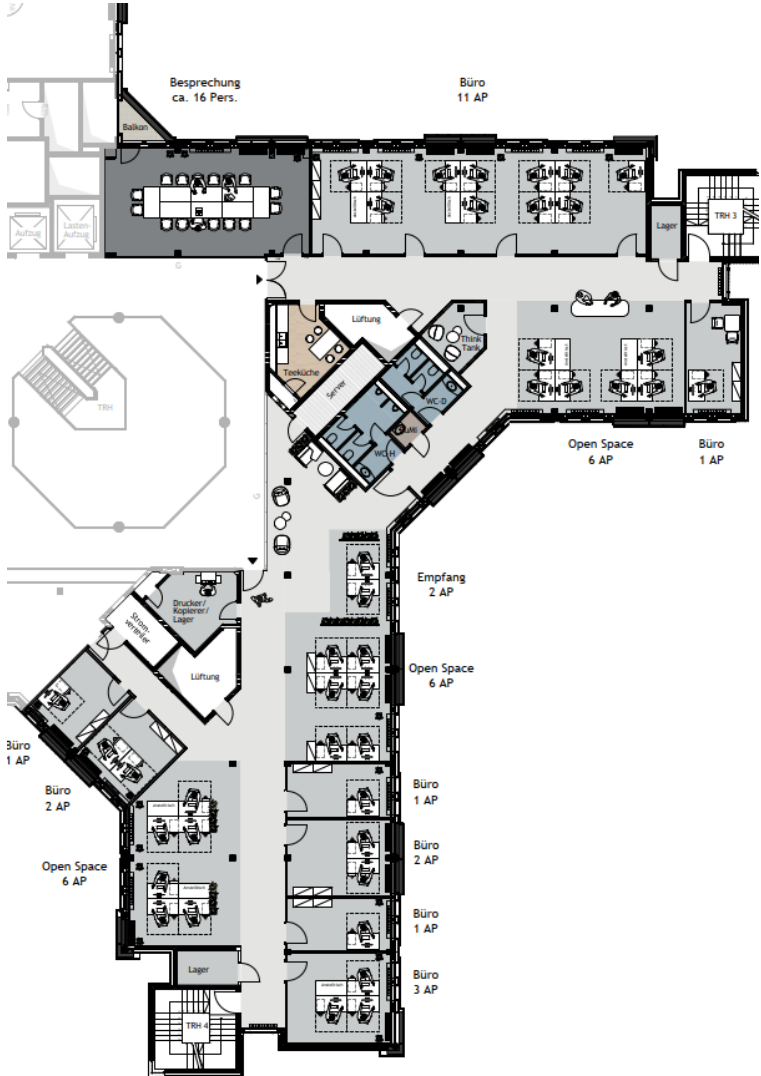 Besprechung
ca. 16 Pers.
Büro
11 AP
Balkon
Aufzug
Lasten-
Aufzug
Lager
TRH 3
G
Lüftung
Think
Tank
Teeküche
Server
WC-D
WC-H
TRH
Open Space
6 AP
Büro
1 AP
G
Empfang
2 AP
Drucker/
Kopierer/
Lager
Strom-
verteiler
Lüftung
Open Space
6 AP
Büro
1 AP
Büro
2 AP
Büro
1 AP
Büro
2 AP
Open Space
6 AP
Büro
1 AP
Lager
Büro
3 AP
TRH 4